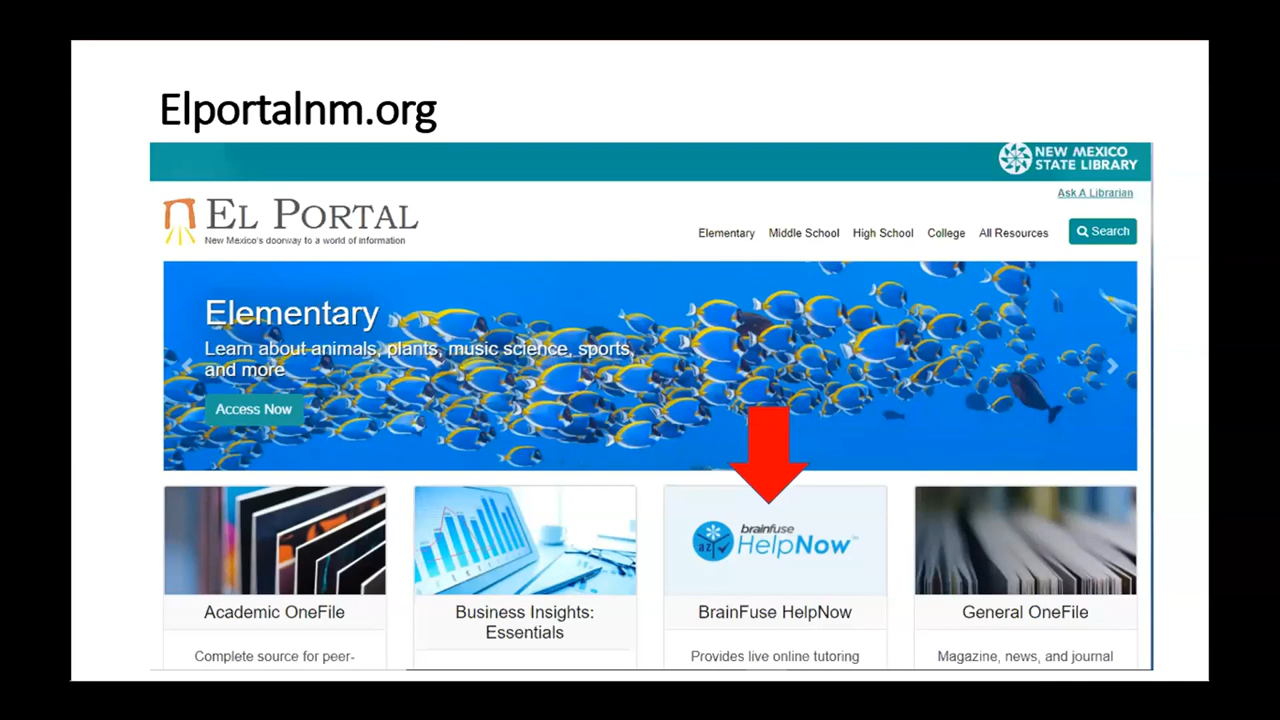 Elportalnm.org
NEW MEXICO
STATE LIBRARY
Ask A Librarian
EL PORTAL
New Mexico's doorway to a world of information
Elementary Middle School High School College All Resources Search
Elementary
Learn about animals, plants, music science, sports,
and more
Access Now
brainfuse
HelpNow
Academic OneFile
Business Insights:
Essentials
BrainFuse HelpNow
General OneFile
Complete source for peer-
Provides live online tutoring
Magazine, news, and journal